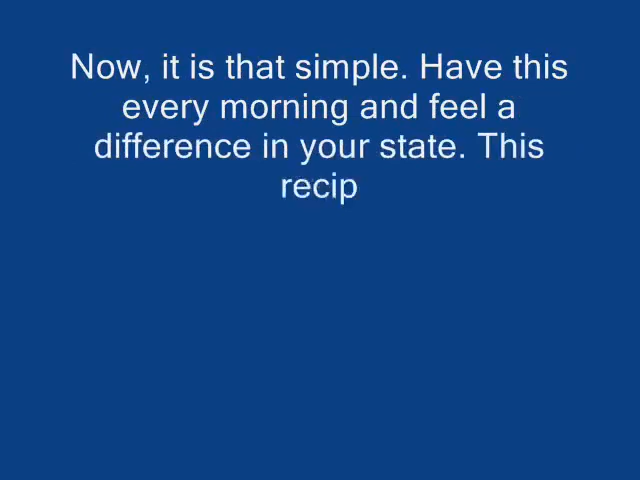 Now, it is that simple. Have this
every morning and feel a
difference in your state. This
recip